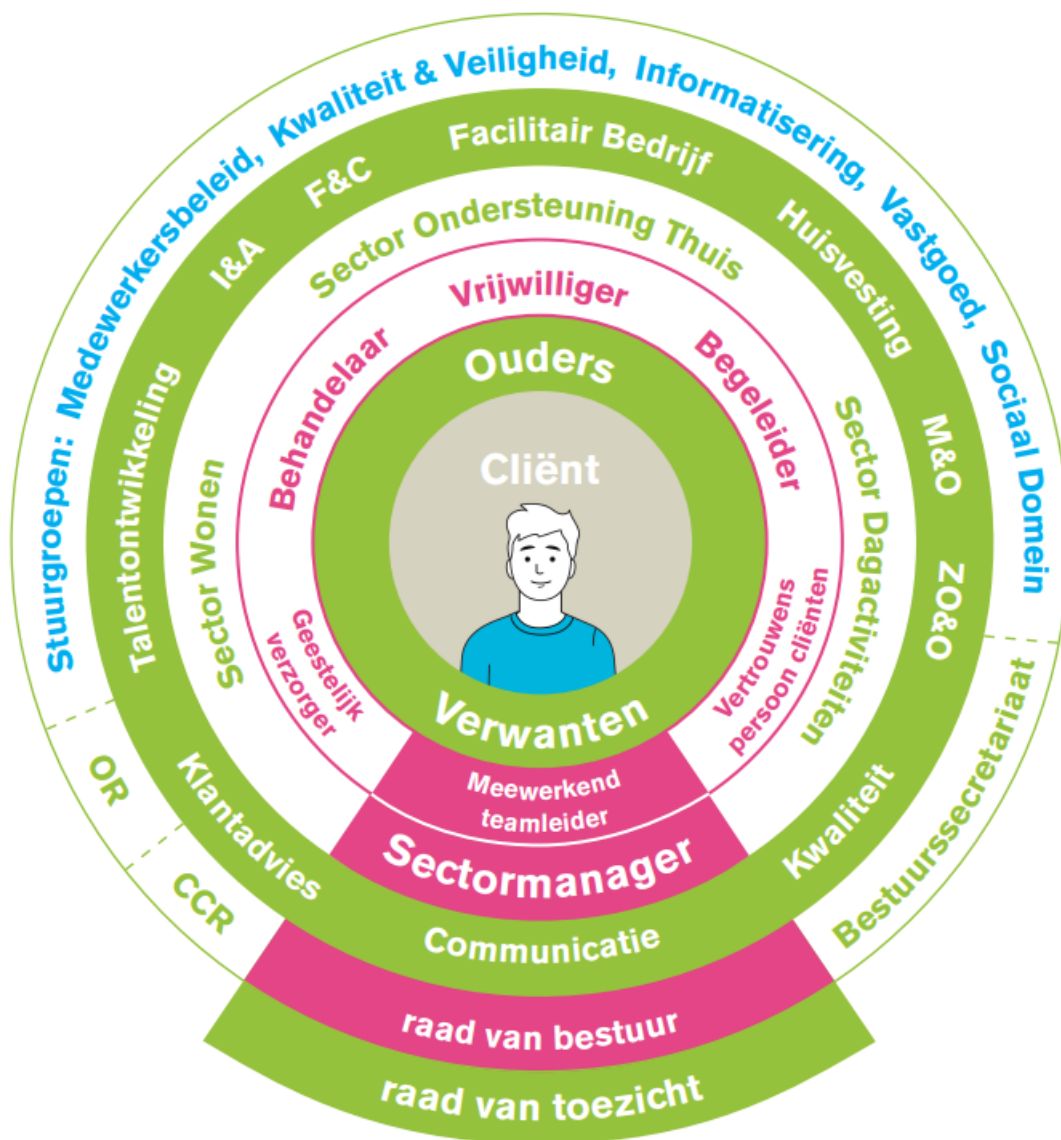 Stuurgroepen: Medewerkersbeleid, Kwaliteit & Veiligheid, Informatisering, Vastgoed, Sociaal Domein
Talentontwikkeling
I&A
F&C
Facilitair Bedrijf
Huisvesting
M&O
ZO&O
Sector Wonen
Sector Ondersteuning Thuis
Sector Dagactiviteiten
Behandelaar
Vrijwilliger
Begeleider
Ouders
Cliënt
Geestelijk
verzorger
Vertrouwens
persoon cliënten
Verwanten
Meewerkend
teamleider
Sectormanager
OR
CCR
Klantadvies
Communicatie
Kwaliteit
Bestuurssecretariaat
raad van bestuur
raad van toezicht